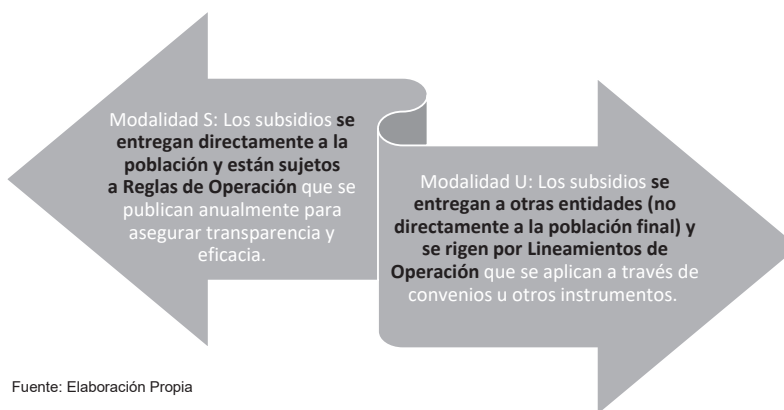 Modalidad S: Los subsidios se
entregan directamente a la
población y están sujetos
a Reglas de Operación que se
publican anualmente para
asegurar transparencia y
eficacia.
Modalidad U: Los subsidios se
entregan a otras entidades (no
directamente a la población final) y
se rigen por Lineamientos de
Operación que se aplican a través de
convenios u otros instrumentos.
Fuente: Elaboración Propia